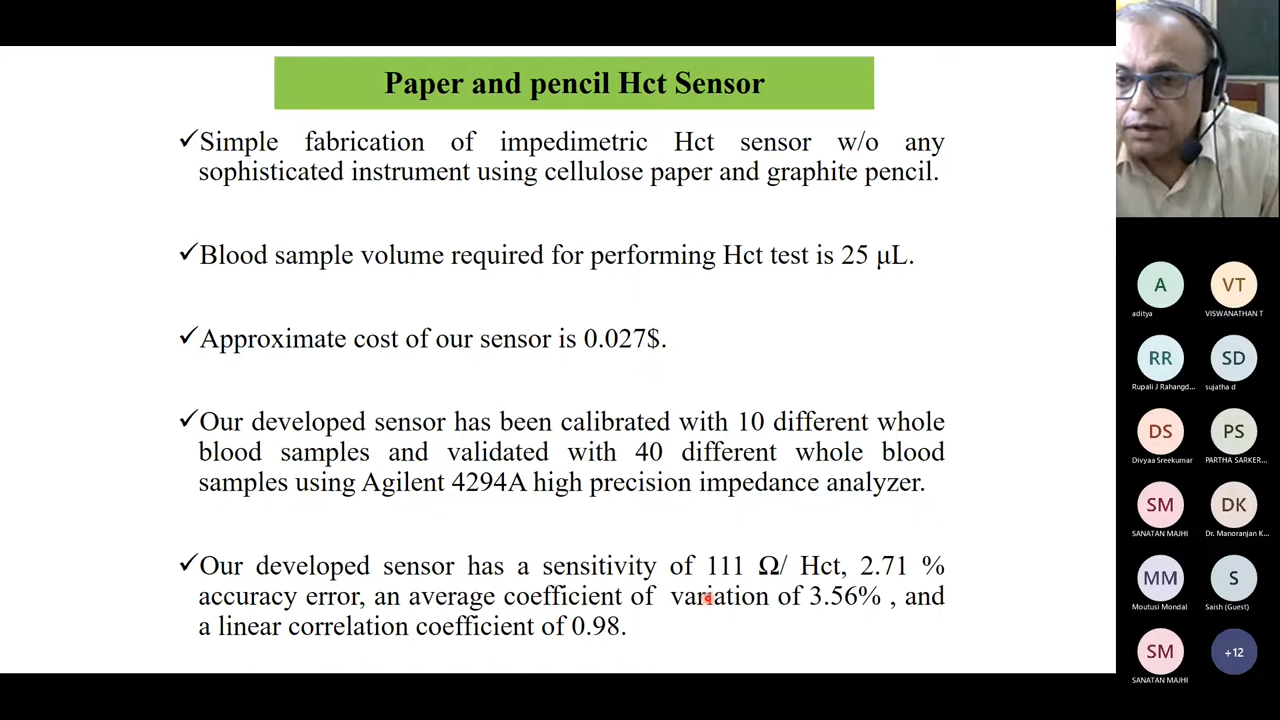 Paper and pencil Hct Sensor
✓Simple fabrication of impedimetric Hct sensor w/o any
sophisticated instrument using cellulose paper and graphite pencil.
✓Blood sample volume required for performing Hct test is 25 μL.
✓Approximate cost of our sensor is 0.027$.
✓Our developed sensor has been calibrated with 10 different whole
blood samples and validated with 40 different whole blood
samples using Agilent 4294A high precision impedance analyzer.
✓Our developed sensor has a sensitivity of 111 Ω/ Hct, 2.71 %
accuracy error, an average coefficient of variation of 3.56% , and
a linear correlation coefficient of 0.98.
A VT
aditya VISWANATHAN T
RR SD
Rupali J Rahangd... sujatha d
DS PS
Divyaa Sreekumar PARTHA SARKER...
SM DK
SANATAN MAJHI Dr. Manoranjan K...
MM S
Moutusi Mondal Saish (Guest)
SM +12
SANATAN MAJHI